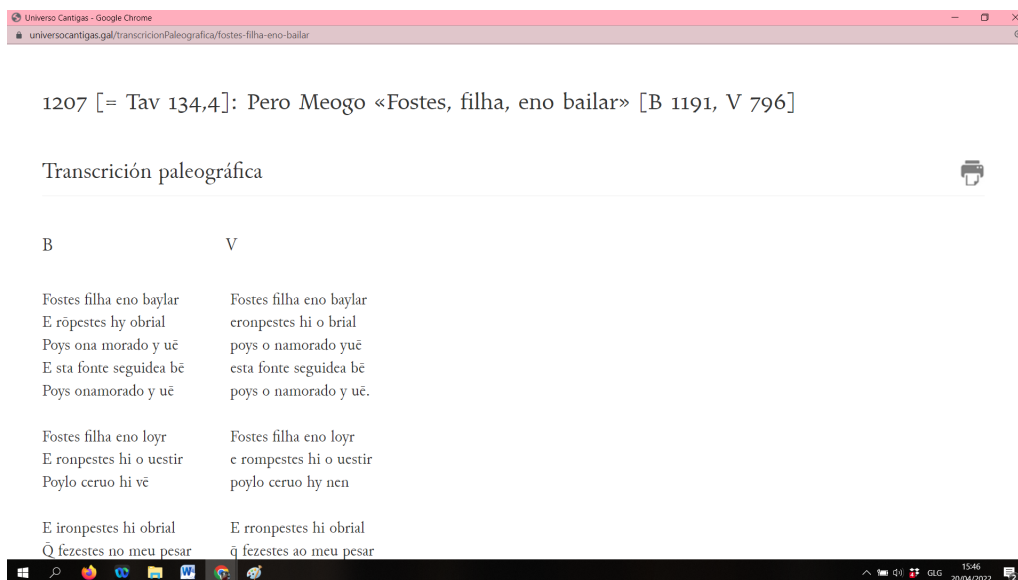 Universo Cantigas - Google Chrome
universocantigas.gal/transcricionPaleografica/fostes-filha-eno-bailar
1207 [= Tav 134,4]: Pero Meogo «Fostes, filha, eno bailar» [B 1191, V 796]
Transcrición paleográfica
B
Fostes filha eno baylar
E rōpestes hy obrial
Poys ona morado y uē
E sta fonte seguidea bē
Poys onamorado y uē
Fostes filha eno loyr
E ronpestes hi o uestir
Poylo ceruo hi vē
E ironpestes hi obrial
Q̄ fezestes no meu pesar
V
Fostes filha eno baylar
eronpestes hi o brial
poys o namorado yuē
esta fonte seguidea bē
poys o namorado y uē.
Fostes filha eno loyr
e rompestes hi o uestir
poylo ceruo hy nen
E rronpestes hi obrial
q̄ fezestes ao meu pesar
GLG
15:46
20/04/2022